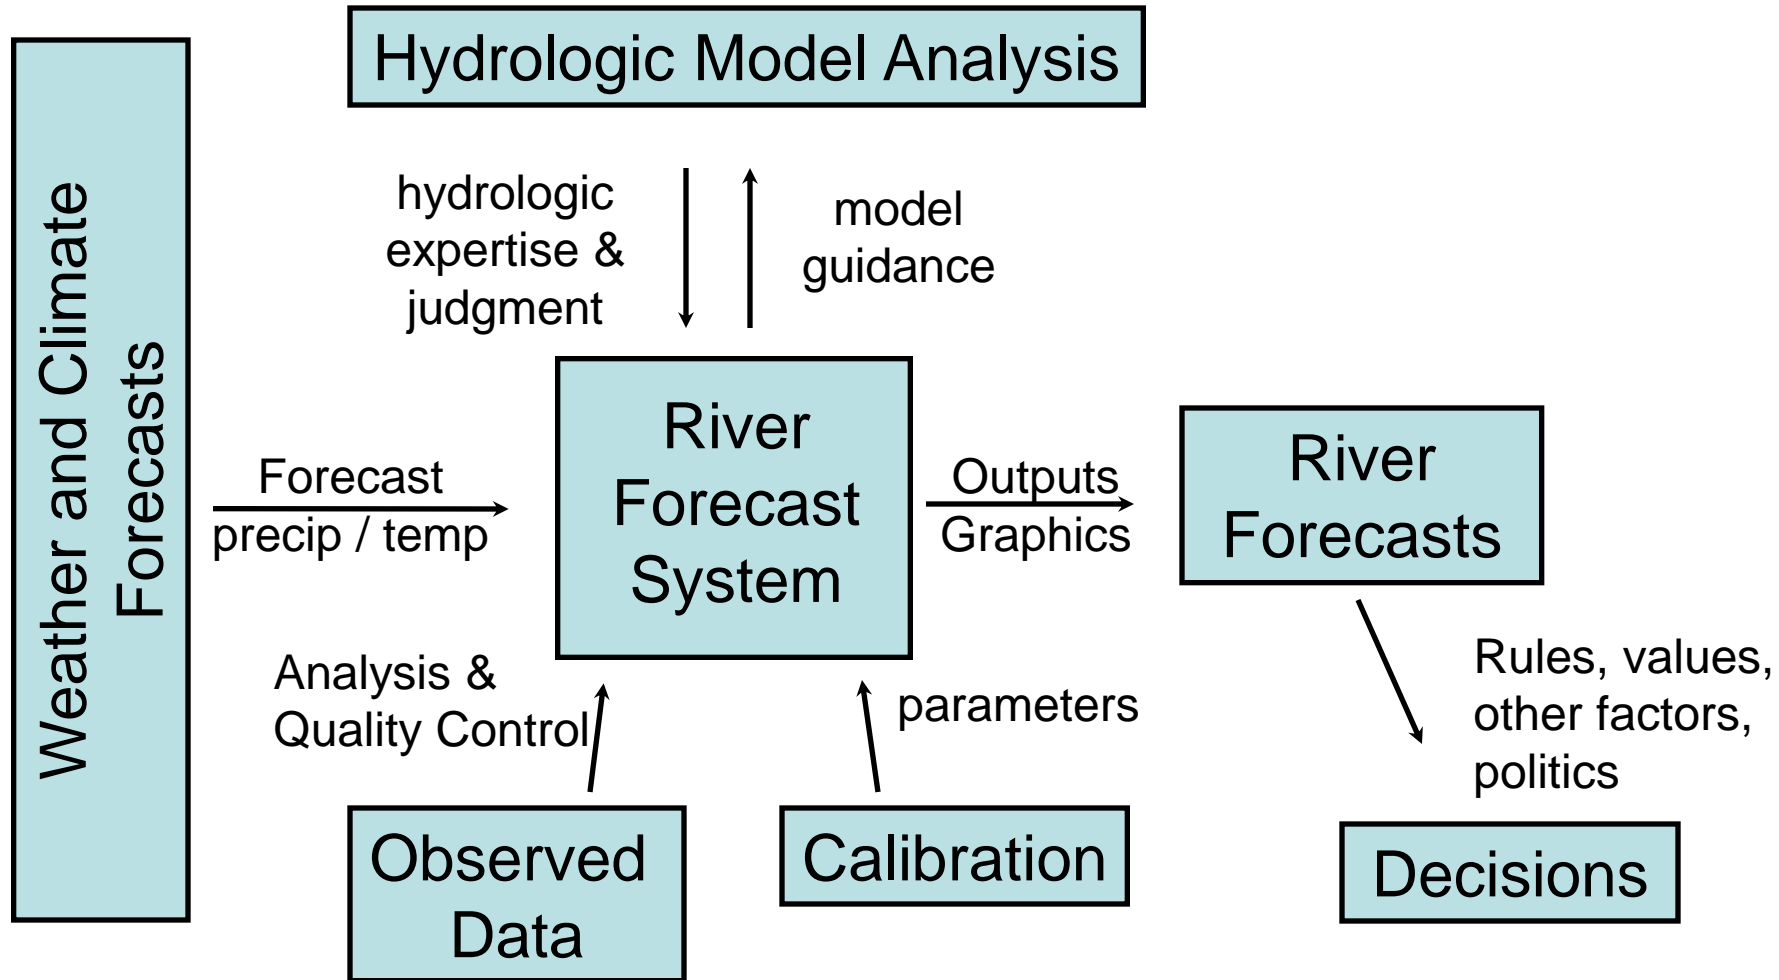 Hydrologic Model Analysis
Weather and Climate
Forecasts
hydrologic
expertise &
judgment
model
guidance
River
Forecast
System
Forecast
precip / temp
Outputs
Graphics
River
Forecasts
Analysis &
Quality Control
parameters
Rules, values,
other factors,
politics
Observed
Data
Calibration
Decisions